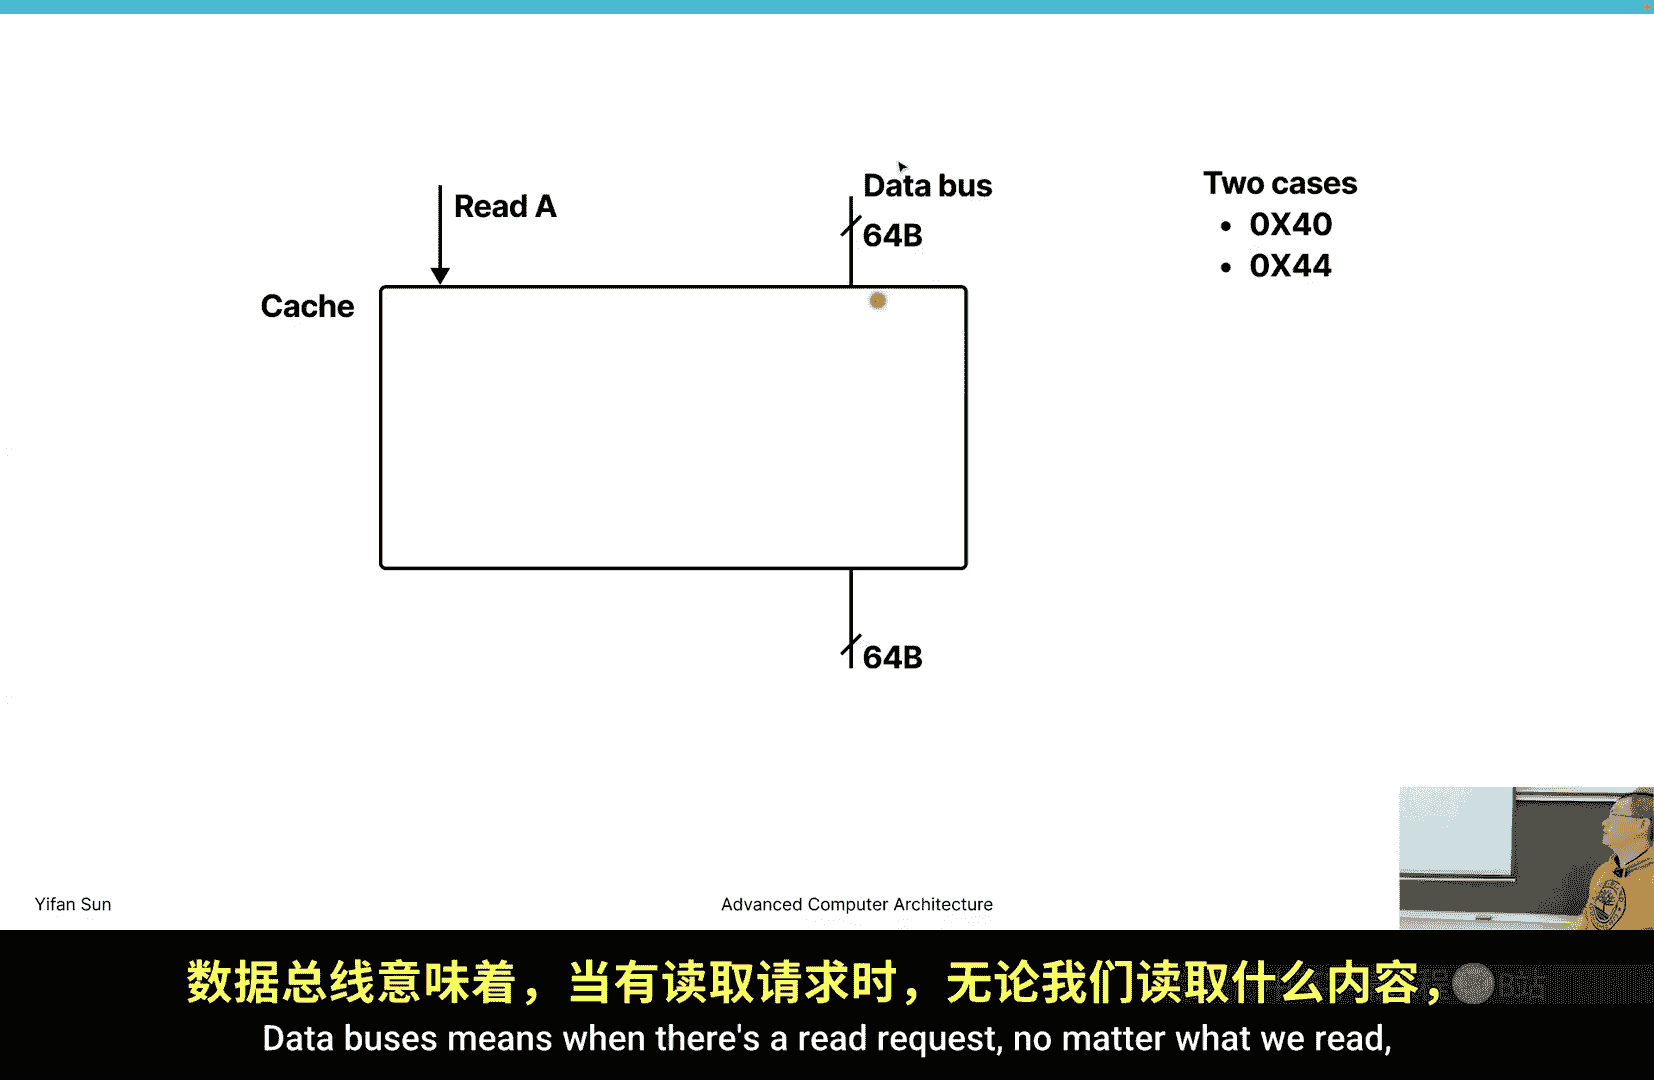 Data bus
Read A
64B
Cache
64B
Two cases
• 0X40
• 0X44
Yifan Sun
Advanced Computer Architecture
数据总线意味着，当有读取请求时，无论我们读取什么内容，
Data buses means when there's a read request, no matter what we read,